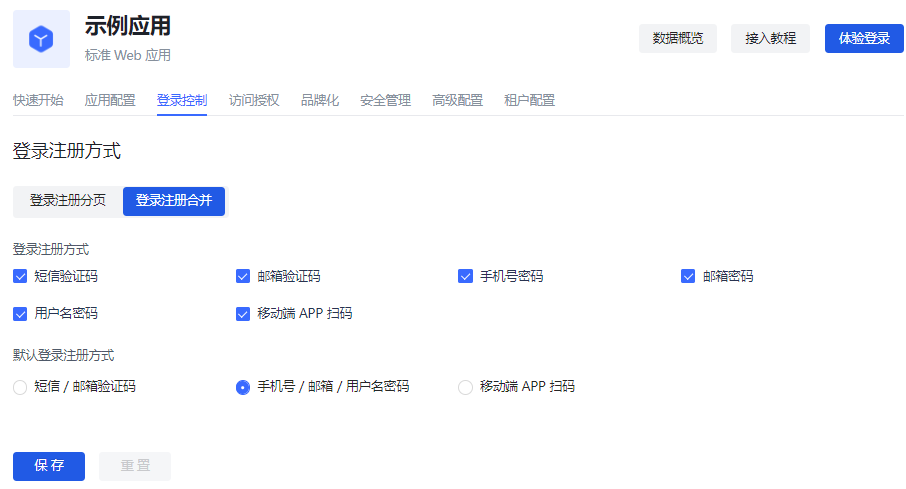 示例应用
标准 Web 应用
数据概览 接入教程 体验登录
快速开始 应用配置 登录控制 访问授权 品牌化 安全管理 高级配置 租户配置
登录注册方式
登录注册分页 登录注册合并
登录注册方式
短信验证码 邮箱验证码 手机号密码 邮箱密码
用户名密码 移动端 APP 扫码
默认登录注册方式
短信 / 邮箱验证码 手机号 / 邮箱 / 用户名密码 移动端 APP 扫码
保 存 重 置